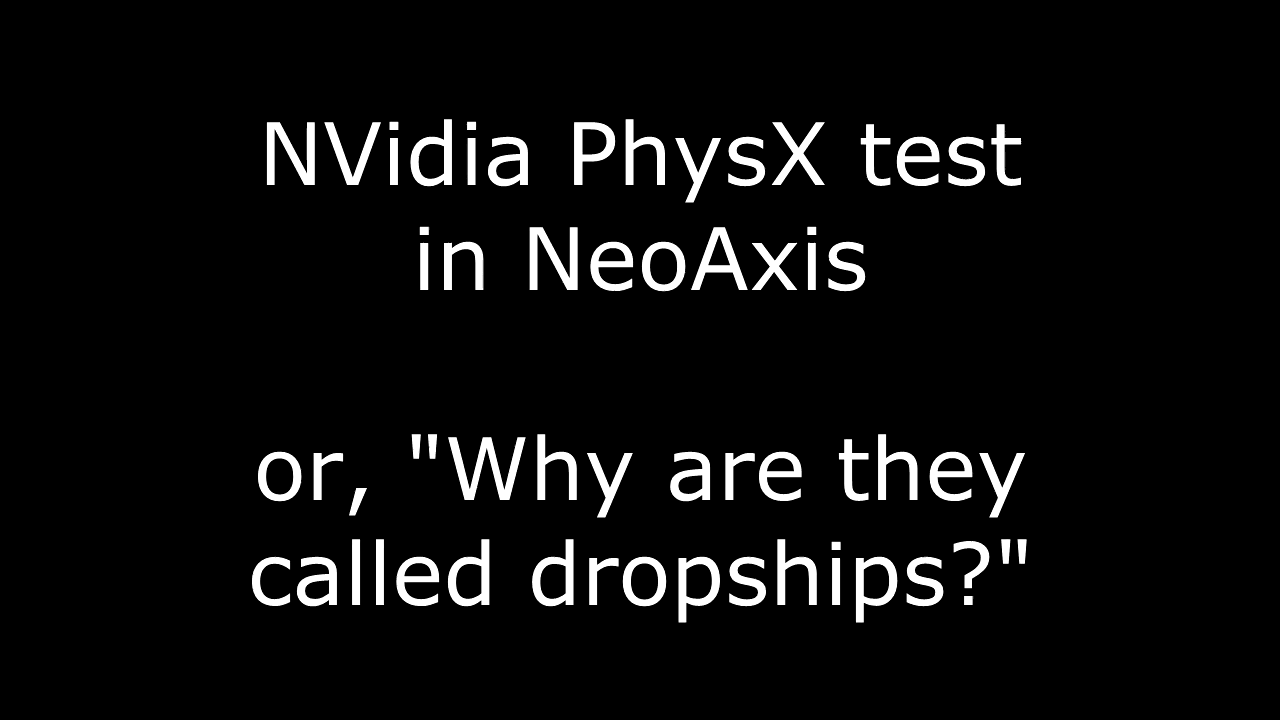 NVidia PhysX test
in NeoAxis
or, "Why are they
called dropships?"